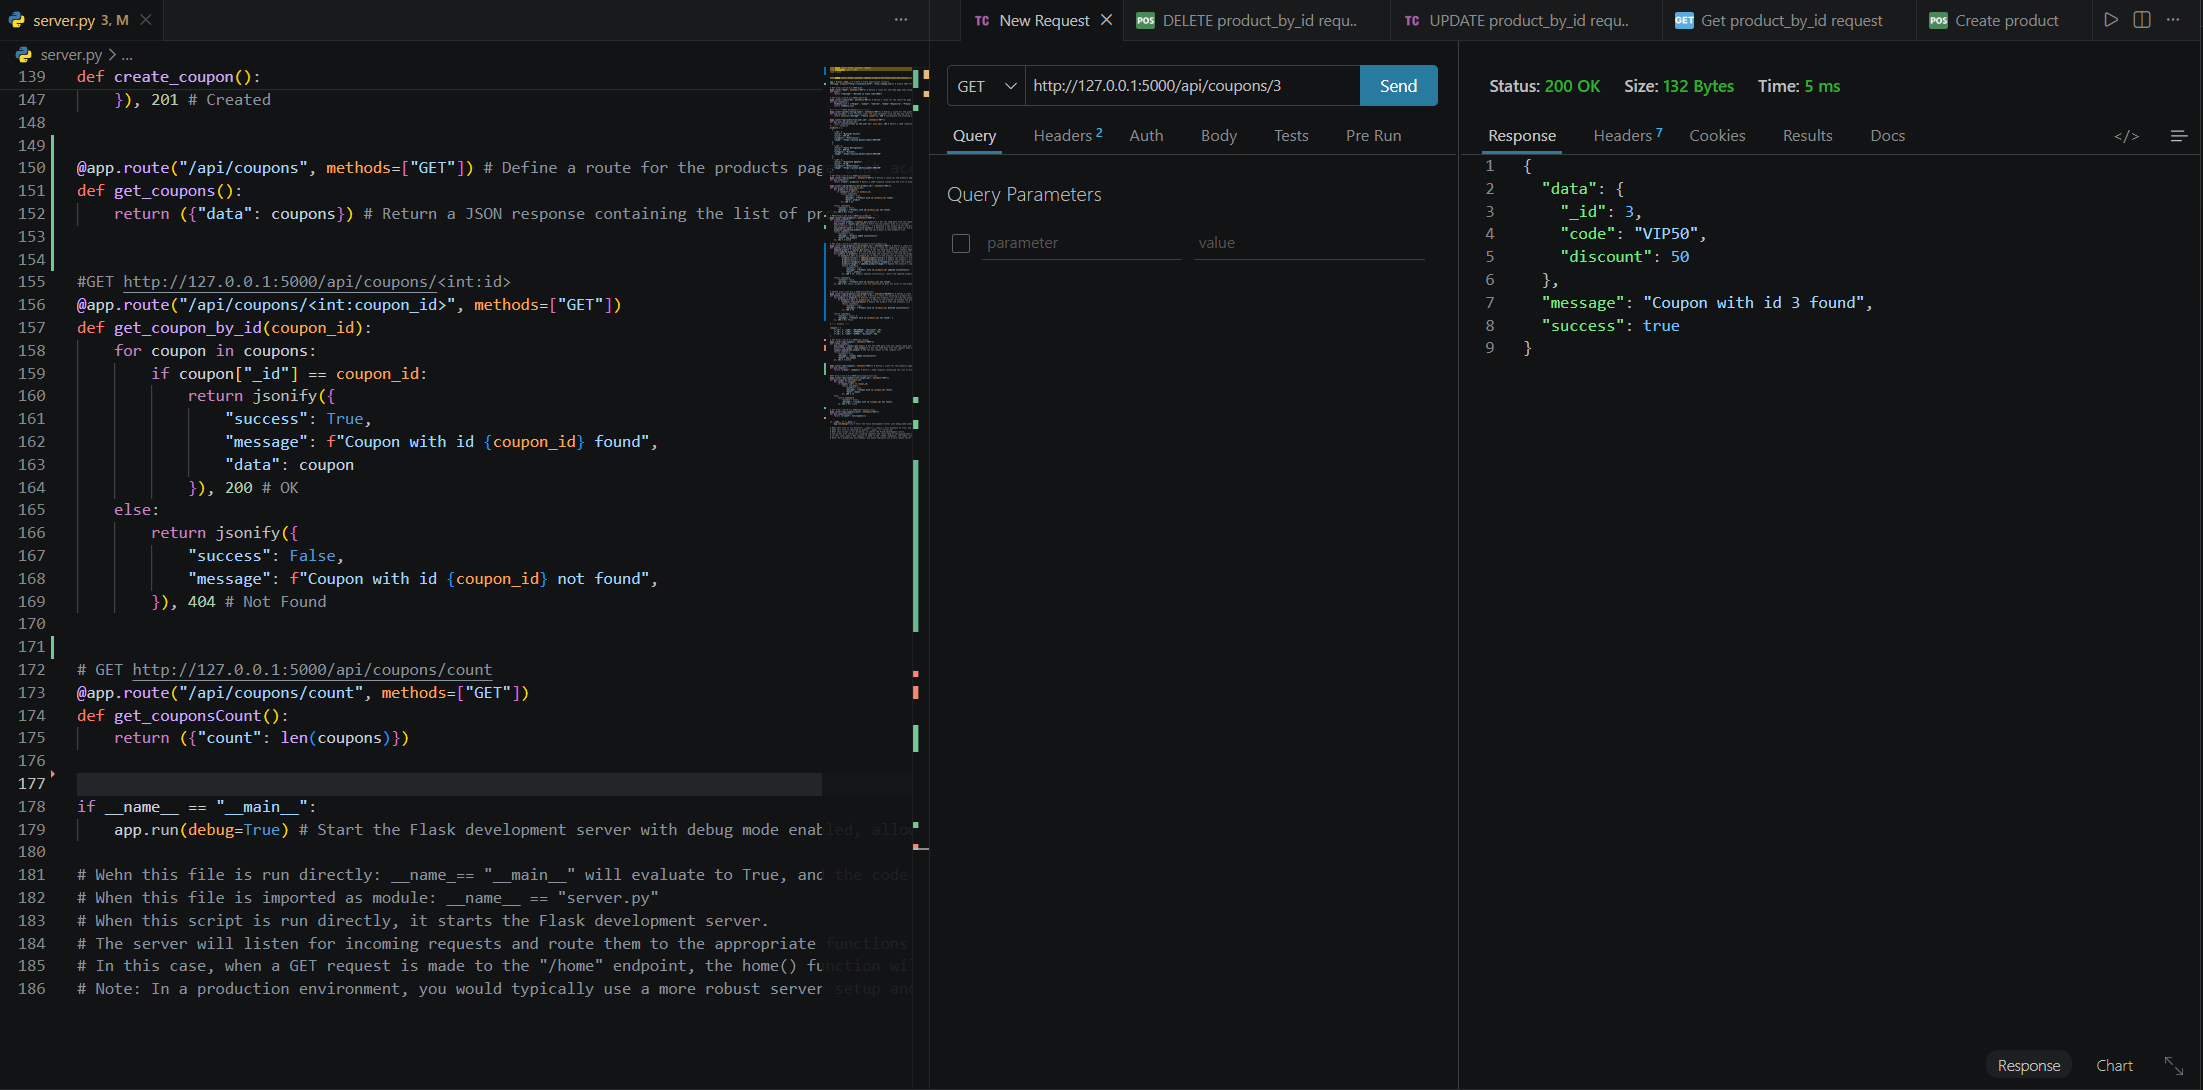 server.py 3, M
server.py > ...
139 def create_coupon():
147 }), 201 # Created
148
149
150 @app.route("/api/coupons", methods=["GET"]) # Define a route for the products pag
151 def get_coupons():
152 return ({"data": coupons}) # Return a JSON response containing the list of pr
153
154
155 #GET http://127.0.0.1:5000/api/coupons/<int:id>
156 @app.route("/api/coupons/<int:coupon_id>", methods=["GET"])
157 def get_coupon_by_id(coupon_id):
158 for coupon in coupons:
159 if coupon["_id"] == coupon_id:
160 return jsonify({
161 "success": True,
162 "message": f"Coupon with id {coupon_id} found",
163 "data": coupon
164 }), 200 # OK
165 else:
166 return jsonify({
167 "success": False,
168 "message": f"Coupon with id {coupon_id} not found",
169 }), 404 # Not Found
170
171
172 # GET http://127.0.0.1:5000/api/coupons/count
173 @app.route("/api/coupons/count", methods=["GET"])
174 def get_couponsCount():
175 return ({"count": len(coupons)})
176
177
178 if __name__ == "__main__":
179 app.run(debug=True) # Start the Flask development server with debug mode enabled, allo
180
181 # Wehn this file is run directly: __name_== "__main__" will evaluate to True, and the code
182 # When this file is imported as module: __name__ == "server.py"
183 # When this script is run directly, it starts the Flask development server.
184 # The server will listen for incoming requests and route them to the appropriate functions
185 # In this case, when a GET request is made to the "/home" endpoint, the home() function wi
186 # Note: In a production environment, you would typically use a more robust server setup and
TC New Request
POS DELETE product_by_id requ..
TC UPDATE product_by_id requ..
GET Get product_by_id request
POS Create product
GET http://127.0.0.1:5000/api/coupons/3 Send
Query Headers 2 Auth Body Tests Pre Run
Query Parameters
parameter value
Status: 200 OK Size: 132 Bytes Time: 5 ms
Response Headers 7 Cookies Results Docs </>
1 {
2 "data": {
3 "_id": 3,
4 "code": "VIP50",
5 "discount": 50
6 },
7 "message": "Coupon with id 3 found",
8 "success": true
9 }
Response Chart